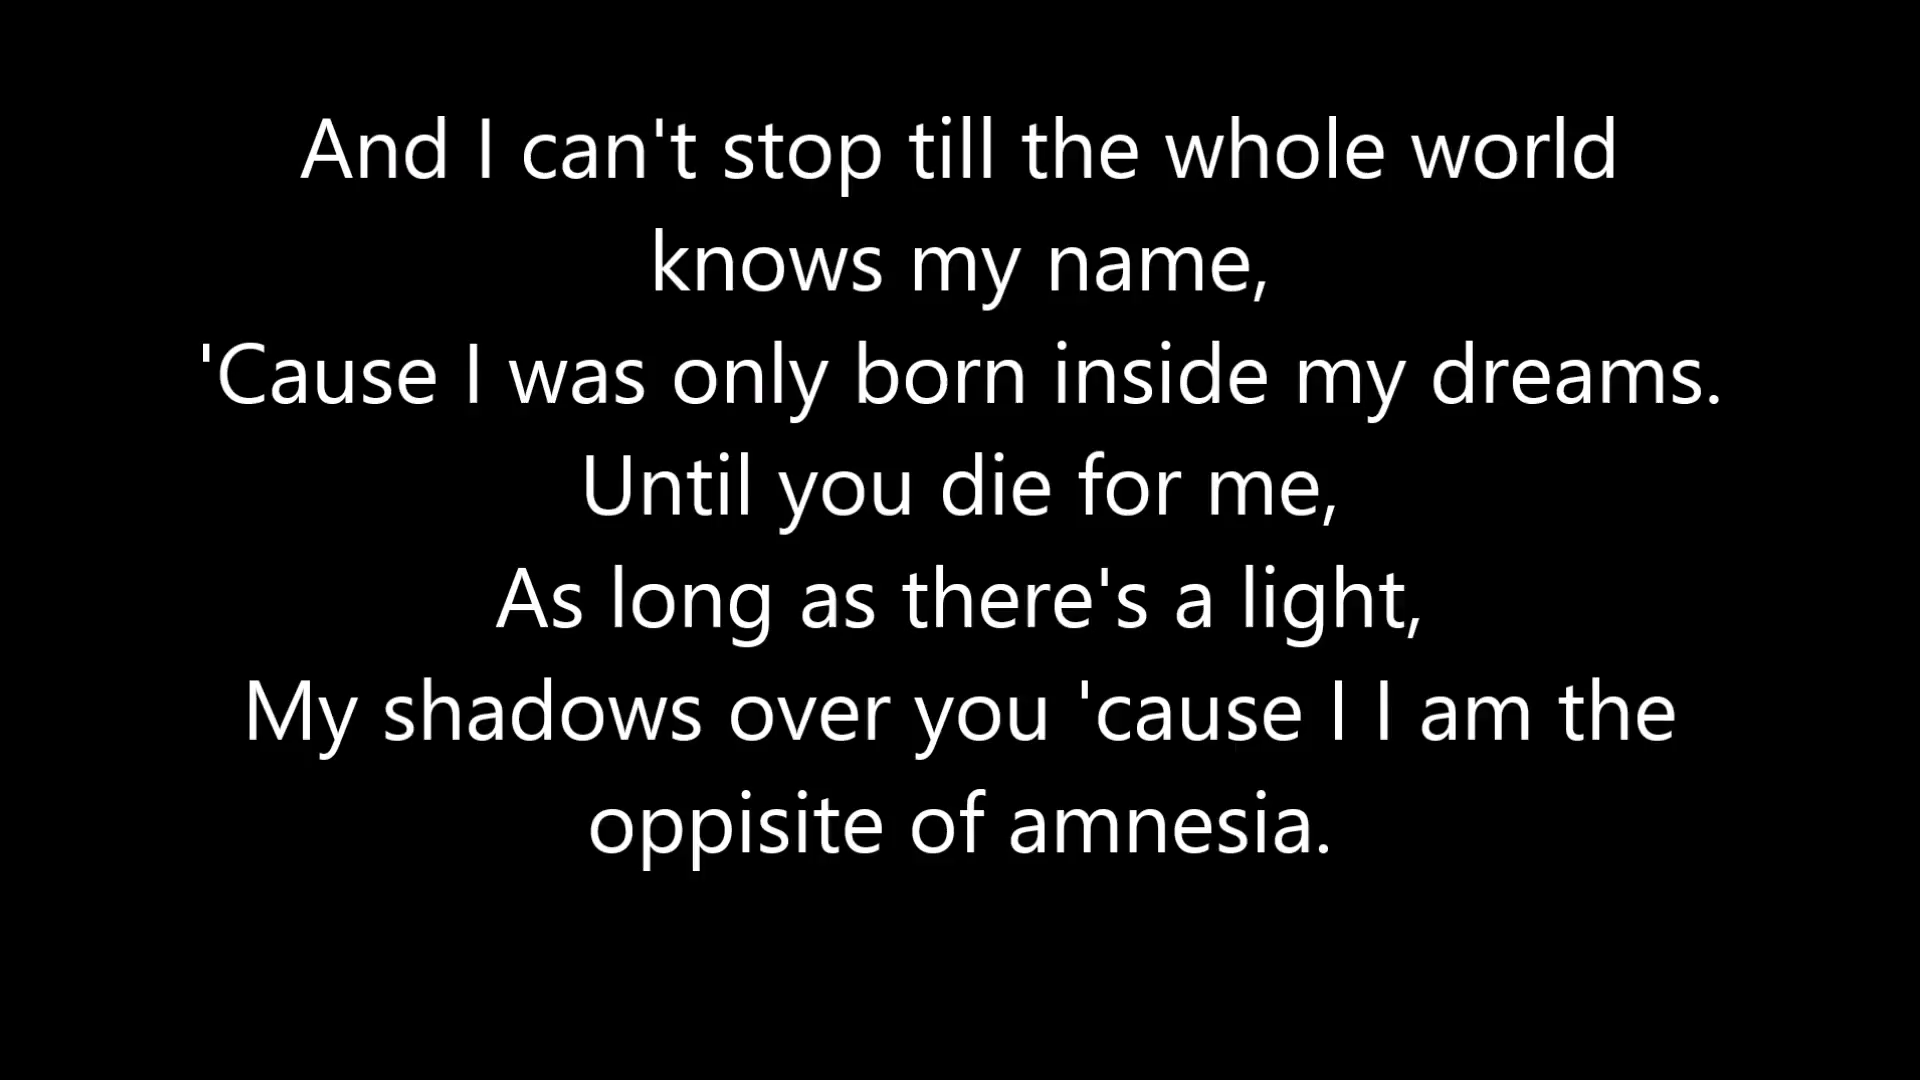 And I can't stop till the whole world
knows my name,
'Cause I was only born inside my dreams.
Until you die for me,
As long as there's a light,
My shadows over you 'cause I I am the
oppisite of amnesia.